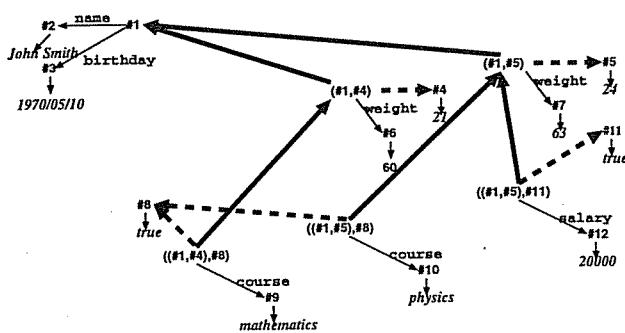 #2 name #1
John Smith
#3 birthday
1970/05/10
(#1,#4) #4
weight 21
#6
60
(#1,#5) #5
weight 24
#7
63
#11
true
((#1,#5),#11)
salary
#12
20000
#8
true
((#1,#4),#8)
course
#9
mathematics
((#1,#5),#8)
course
#10
physics